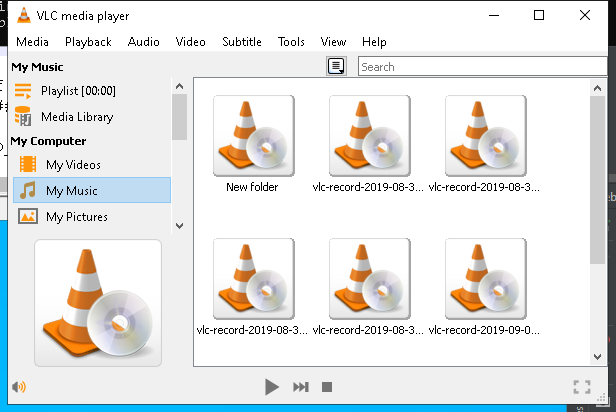 VLC media player
Media Playback Audio Video Subtitle Tools View Help
My Music
Search
Playlist [00:00]
Media Library
My Computer
My Videos
My Music
My Pictures
New folder
vlc-record-2019-08-3...
vlc-record-2019-08-3...
vlc-record-2019-08-3...
vlc-record-2019-08-3...
vlc-record-2019-09-0...